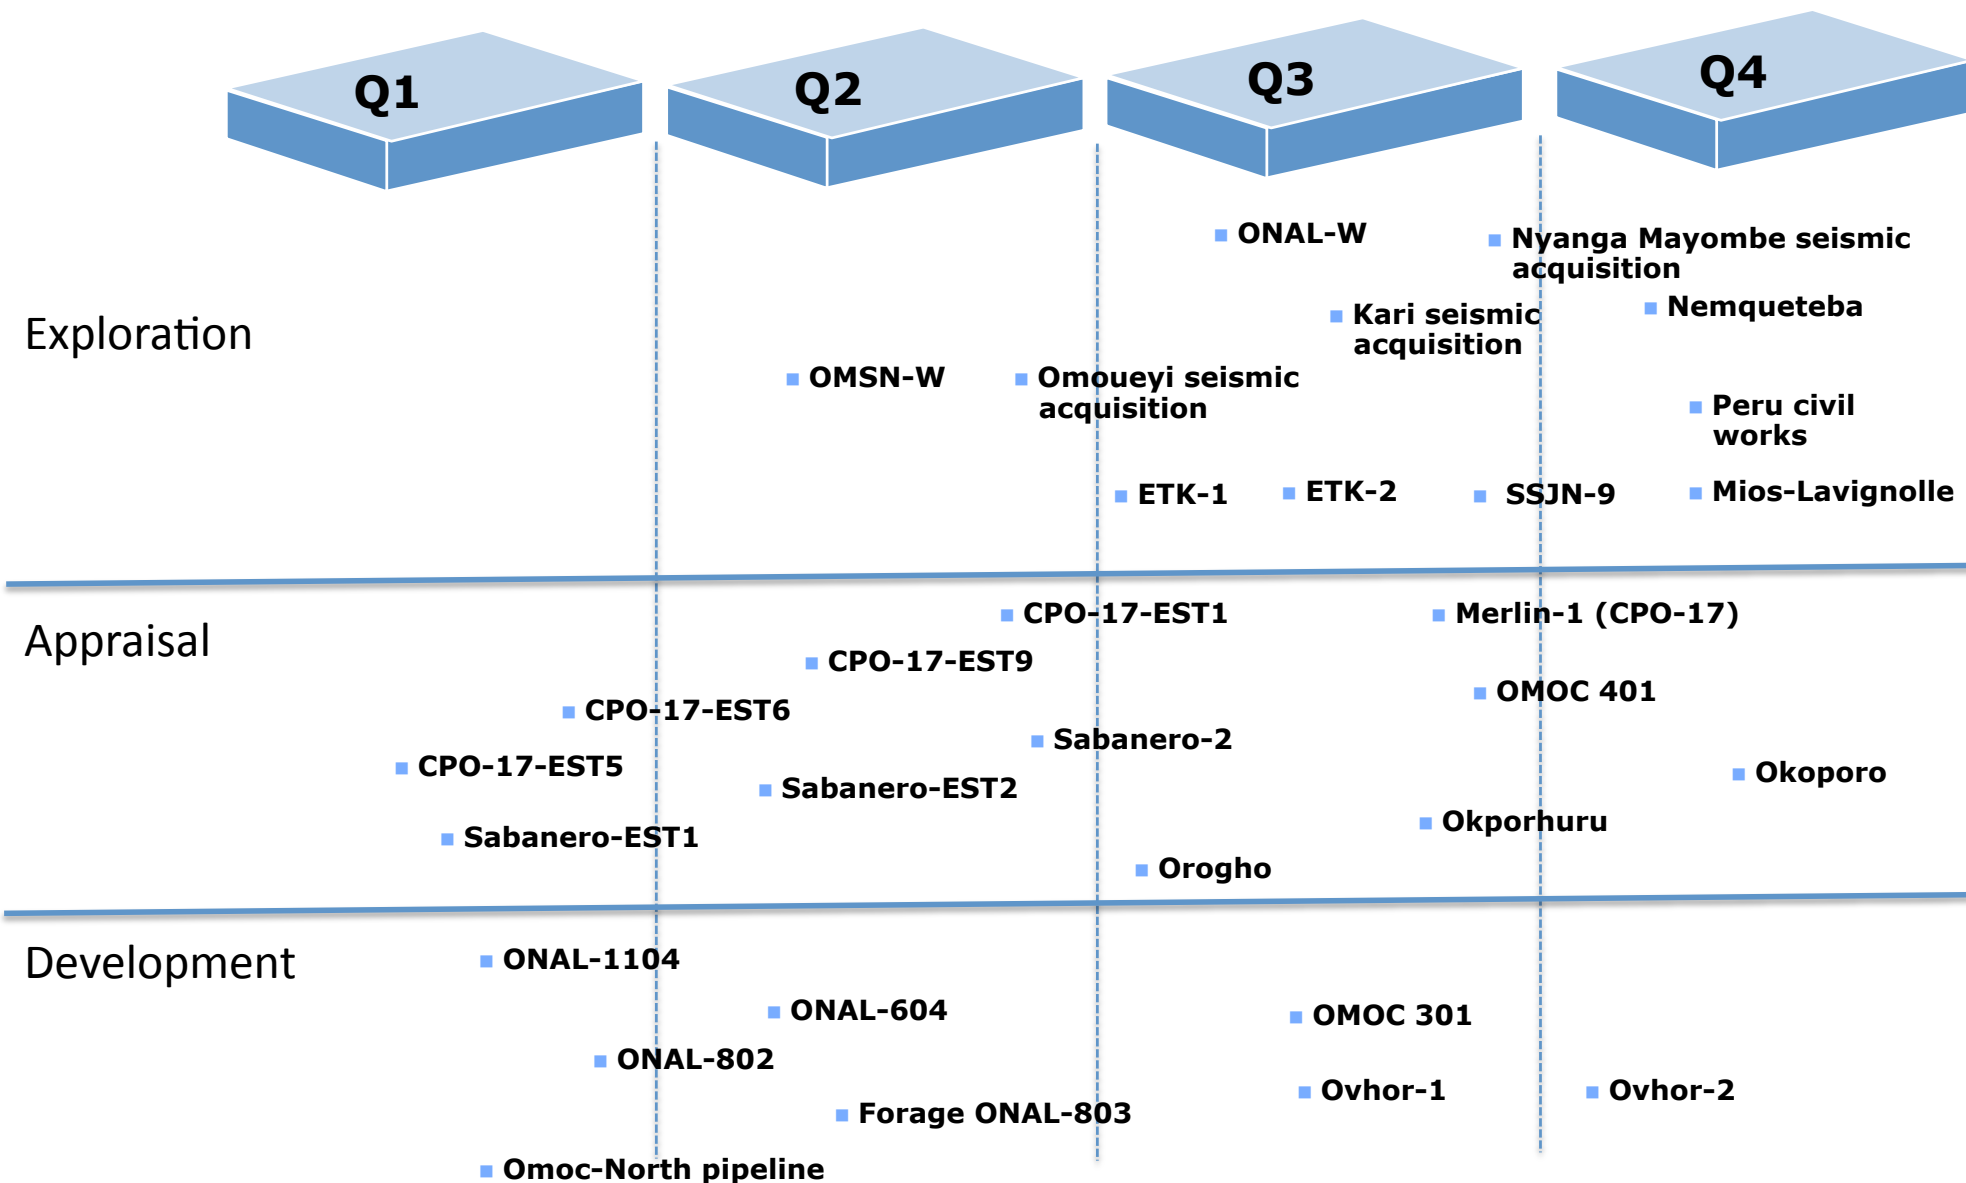 Q1
Q2
Q3
Q4
Exploration
ONAL-W
Nyanga Mayombe seismic
acquisition
Nemqueteba
Kari seismic
acquisition
OMSN-W
Omoueyi seismic
acquisition
Peru civil
works
ETK-1
ETK-2
SSJN-9
Mios-Lavignolle
Appraisal
CPO-17-EST1
Merlin-1 (CPO-17)
CPO-17-EST9
OMOC 401
CPO-17-EST6
Sabanero-2
CPO-17-EST5
Okoporo
Sabanero-EST2
Okporhuru
Sabanero-EST1
Orogho
Development
ONAL-1104
ONAL-604
OMOC 301
ONAL-802
Ovhor-1
Ovhor-2
Forage ONAL-803
Omoc-North pipeline